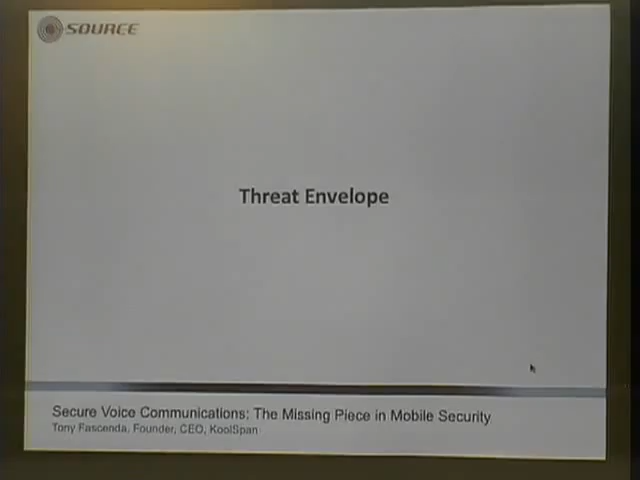 SOURCE
Threat Envelope
Secure Voice Communications: The Missing Piece in Mobile Security
Tony Fascenda, Founder, CEO, KoolSpan